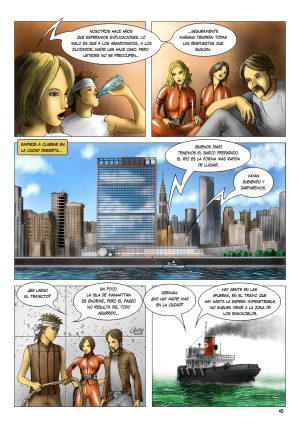 NOSOTROS HACE AÑOS
QUE ESPERAMOS EXPLICACIONES. LO
MALO ES QUE A LOS ABANDONADOS, A LOS
OLVIDADOS, NADIE LES HACE CASO. PERO
USTEDES NO SE PREOCUPEN...
...SEGURAMENTE
MAÑANA TENDRÁN TODAS
LAS RESPUESTAS QUE
BUSCAN.
EMPIEZA A CLAREAR EN
LA CIUDAD DESIERTA...
¡BUENOS DÍAS!
TENEMOS EL BARCO PREPARADO.
EL RÍO ES LA FORMA MÁS RÁPIDA
DE LLEGAR.
VAYAN
SUBIENDO Y
ZARPAREMOS.
¿ES LARGO
EL TRAYECTO?
UN POCO.
LA ISLA DE MANHATTAN
ES ENORME, PERO EL PASEO
NO RESULTA DEL TODO
ABURRIDO...
GERMÁN:
¿NO HAY NADIE MÁS
EN LA CIUDAD?
HAY GENTE EN LAS
AFUERAS, EN EL TRAMO QUE
HAY HASTA LA ESFERA IMPENETRABLE.
NO SUELEN VENIR A LA ZONA DE
LOS RASCACIELOS.
45